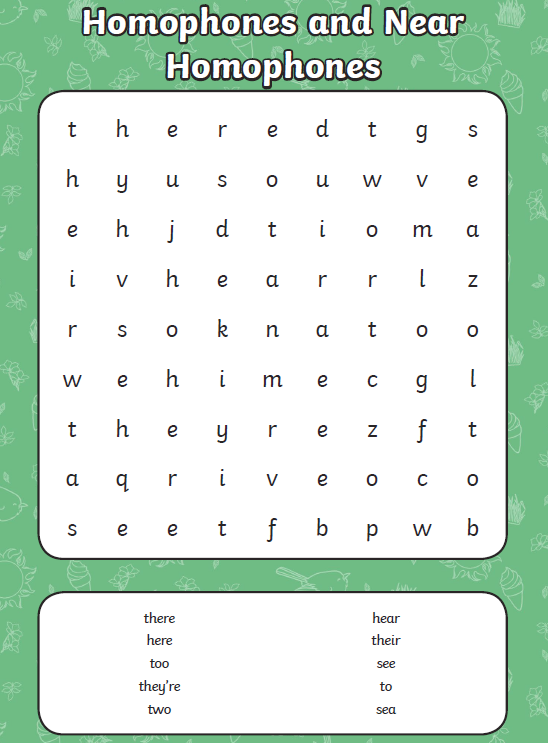 Homophones and Near
Homophones
t h e r e d t g s
h y u s o u w v e
e h j d t i o m a
i v h e a r r l z
r s o k n a t o o
w e h i m e c g l
t h e y r e z f t
a q r i v e o c o
s e e t f b p w b
there hear
here their
too see
they're to
two sea